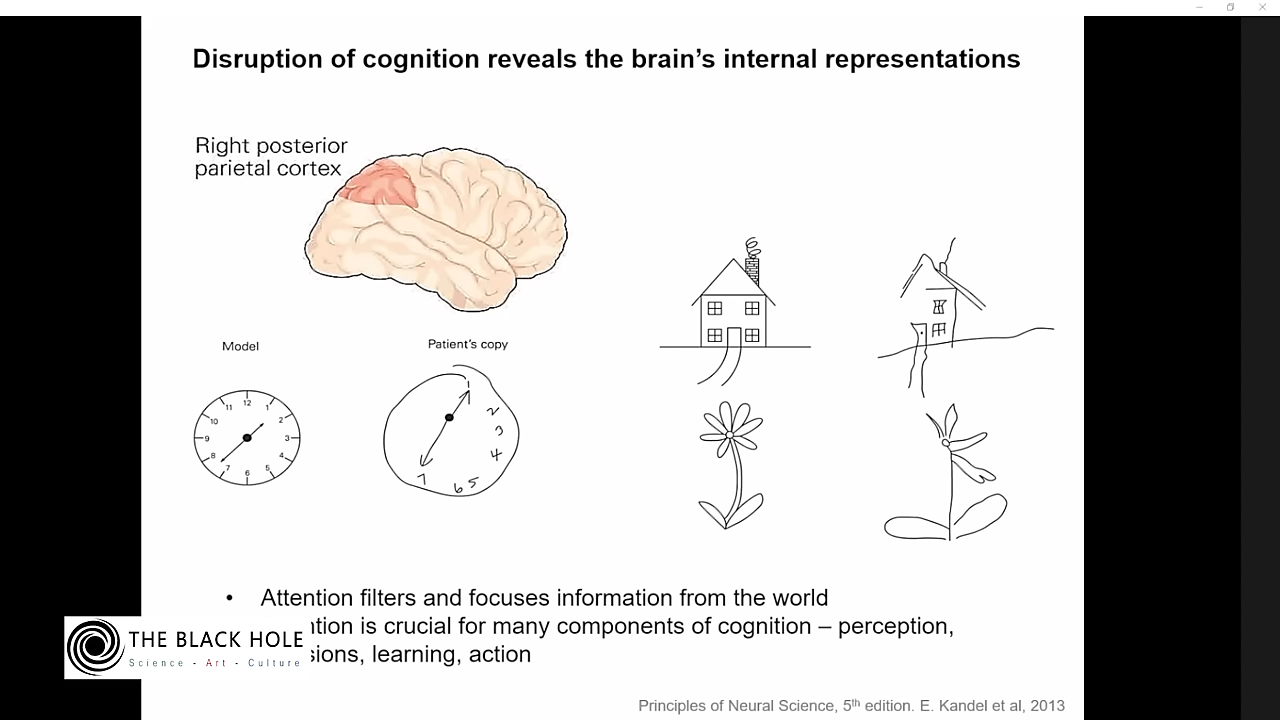 Disruption of cognition reveals the brain's internal representations
Right posterior
parietal cortex
Model
Patient's copy
12
11
1
10
2
9
3
8
4
7
5
6
1
2
3
4
7
6 5
• Attention filters and focuses information from the world
is crucial for many components of cognition – perception,
learning, action
THE BLACK HOLE
Science - Art - Culture
Principles of Neural Science, 5th edition. E. Kandel et al, 2013